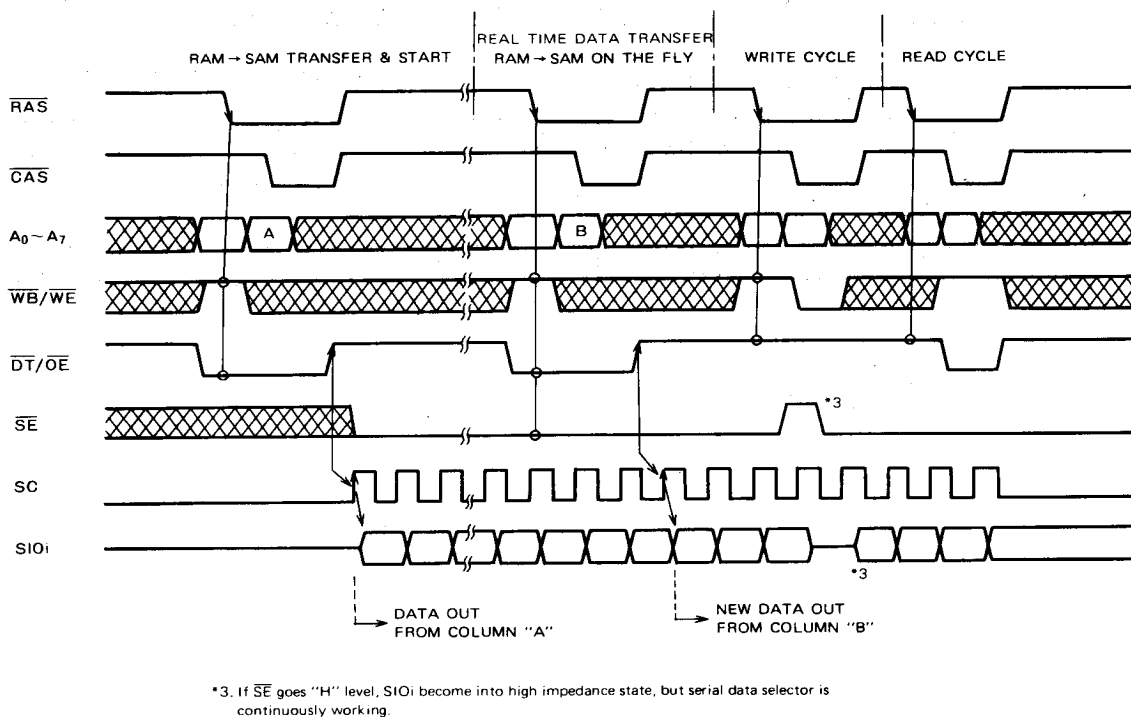 REAL TIME DATA TRANSFER
RAM → SAM TRANSFER & START
RAM → SAM ON THE FLY
WRITE CYCLE
READ CYCLE
RAS
CAS
A0~A7
A
B
WB/WE
DT/OE
SE
*3
SC
SIOi
*3
DATA OUT
FROM COLUMN "A"
NEW DATA OUT
FROM COLUMN "B"
*3. If SE goes "H" level, SIOi become into high impedance state, but serial data selector is
continuously working.